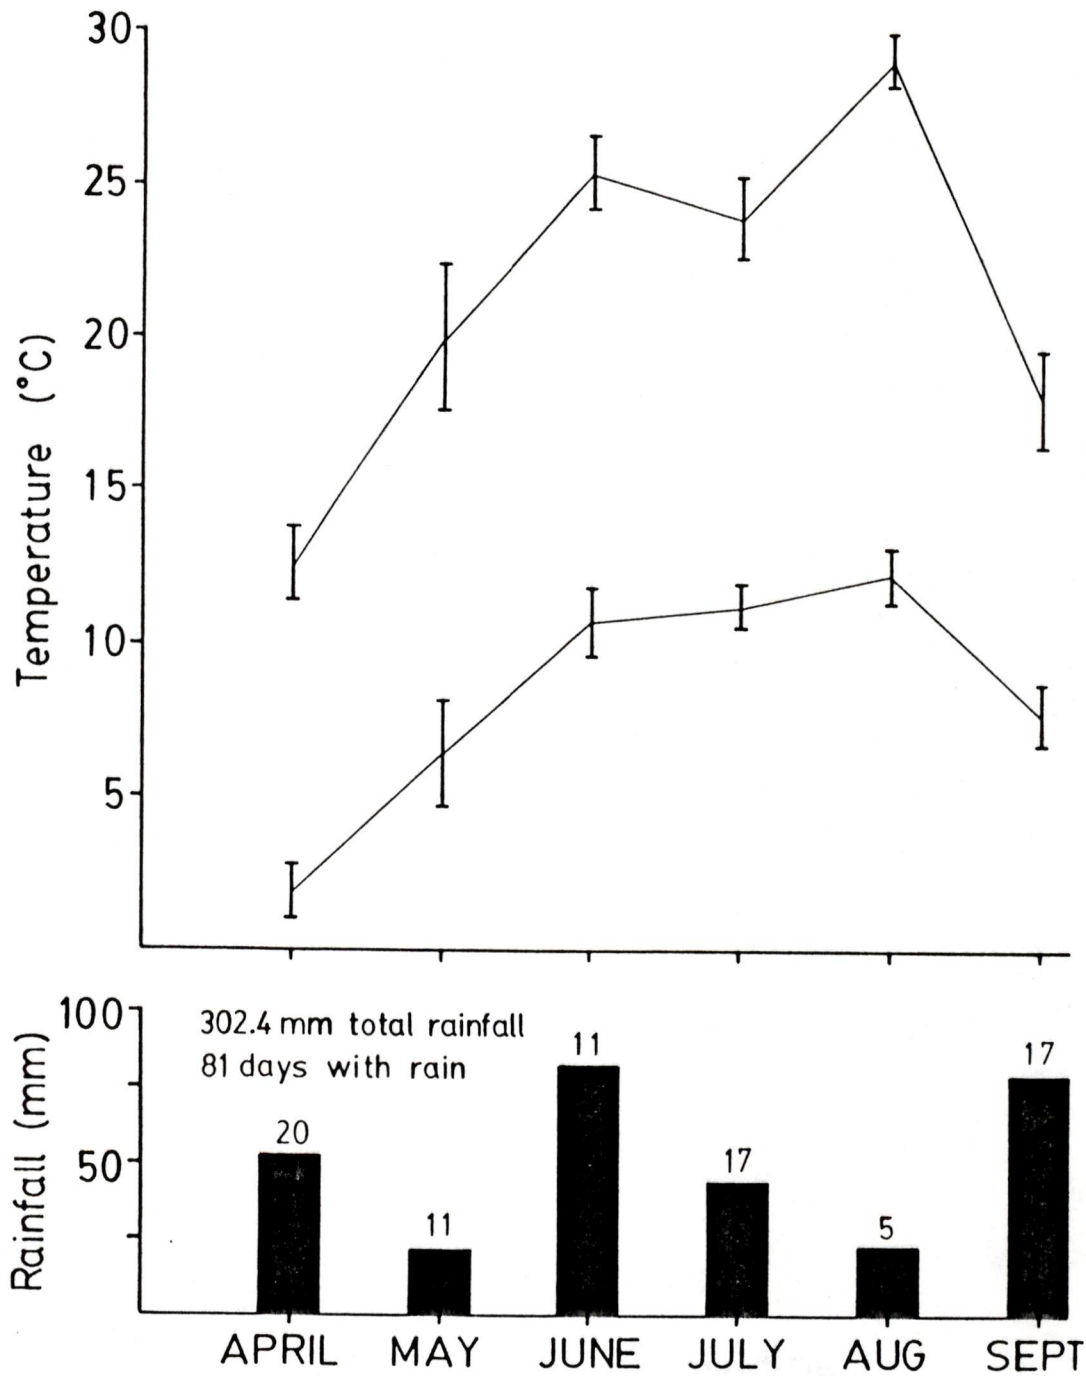 30
25
20
15
10
5
Temperature (°C)
100
50
Rainfall (mm)
302.4 mm total rainfall
81 days with rain
20
11
11
17
5
17
APRIL MAY JUNE JULY AUG SEPT